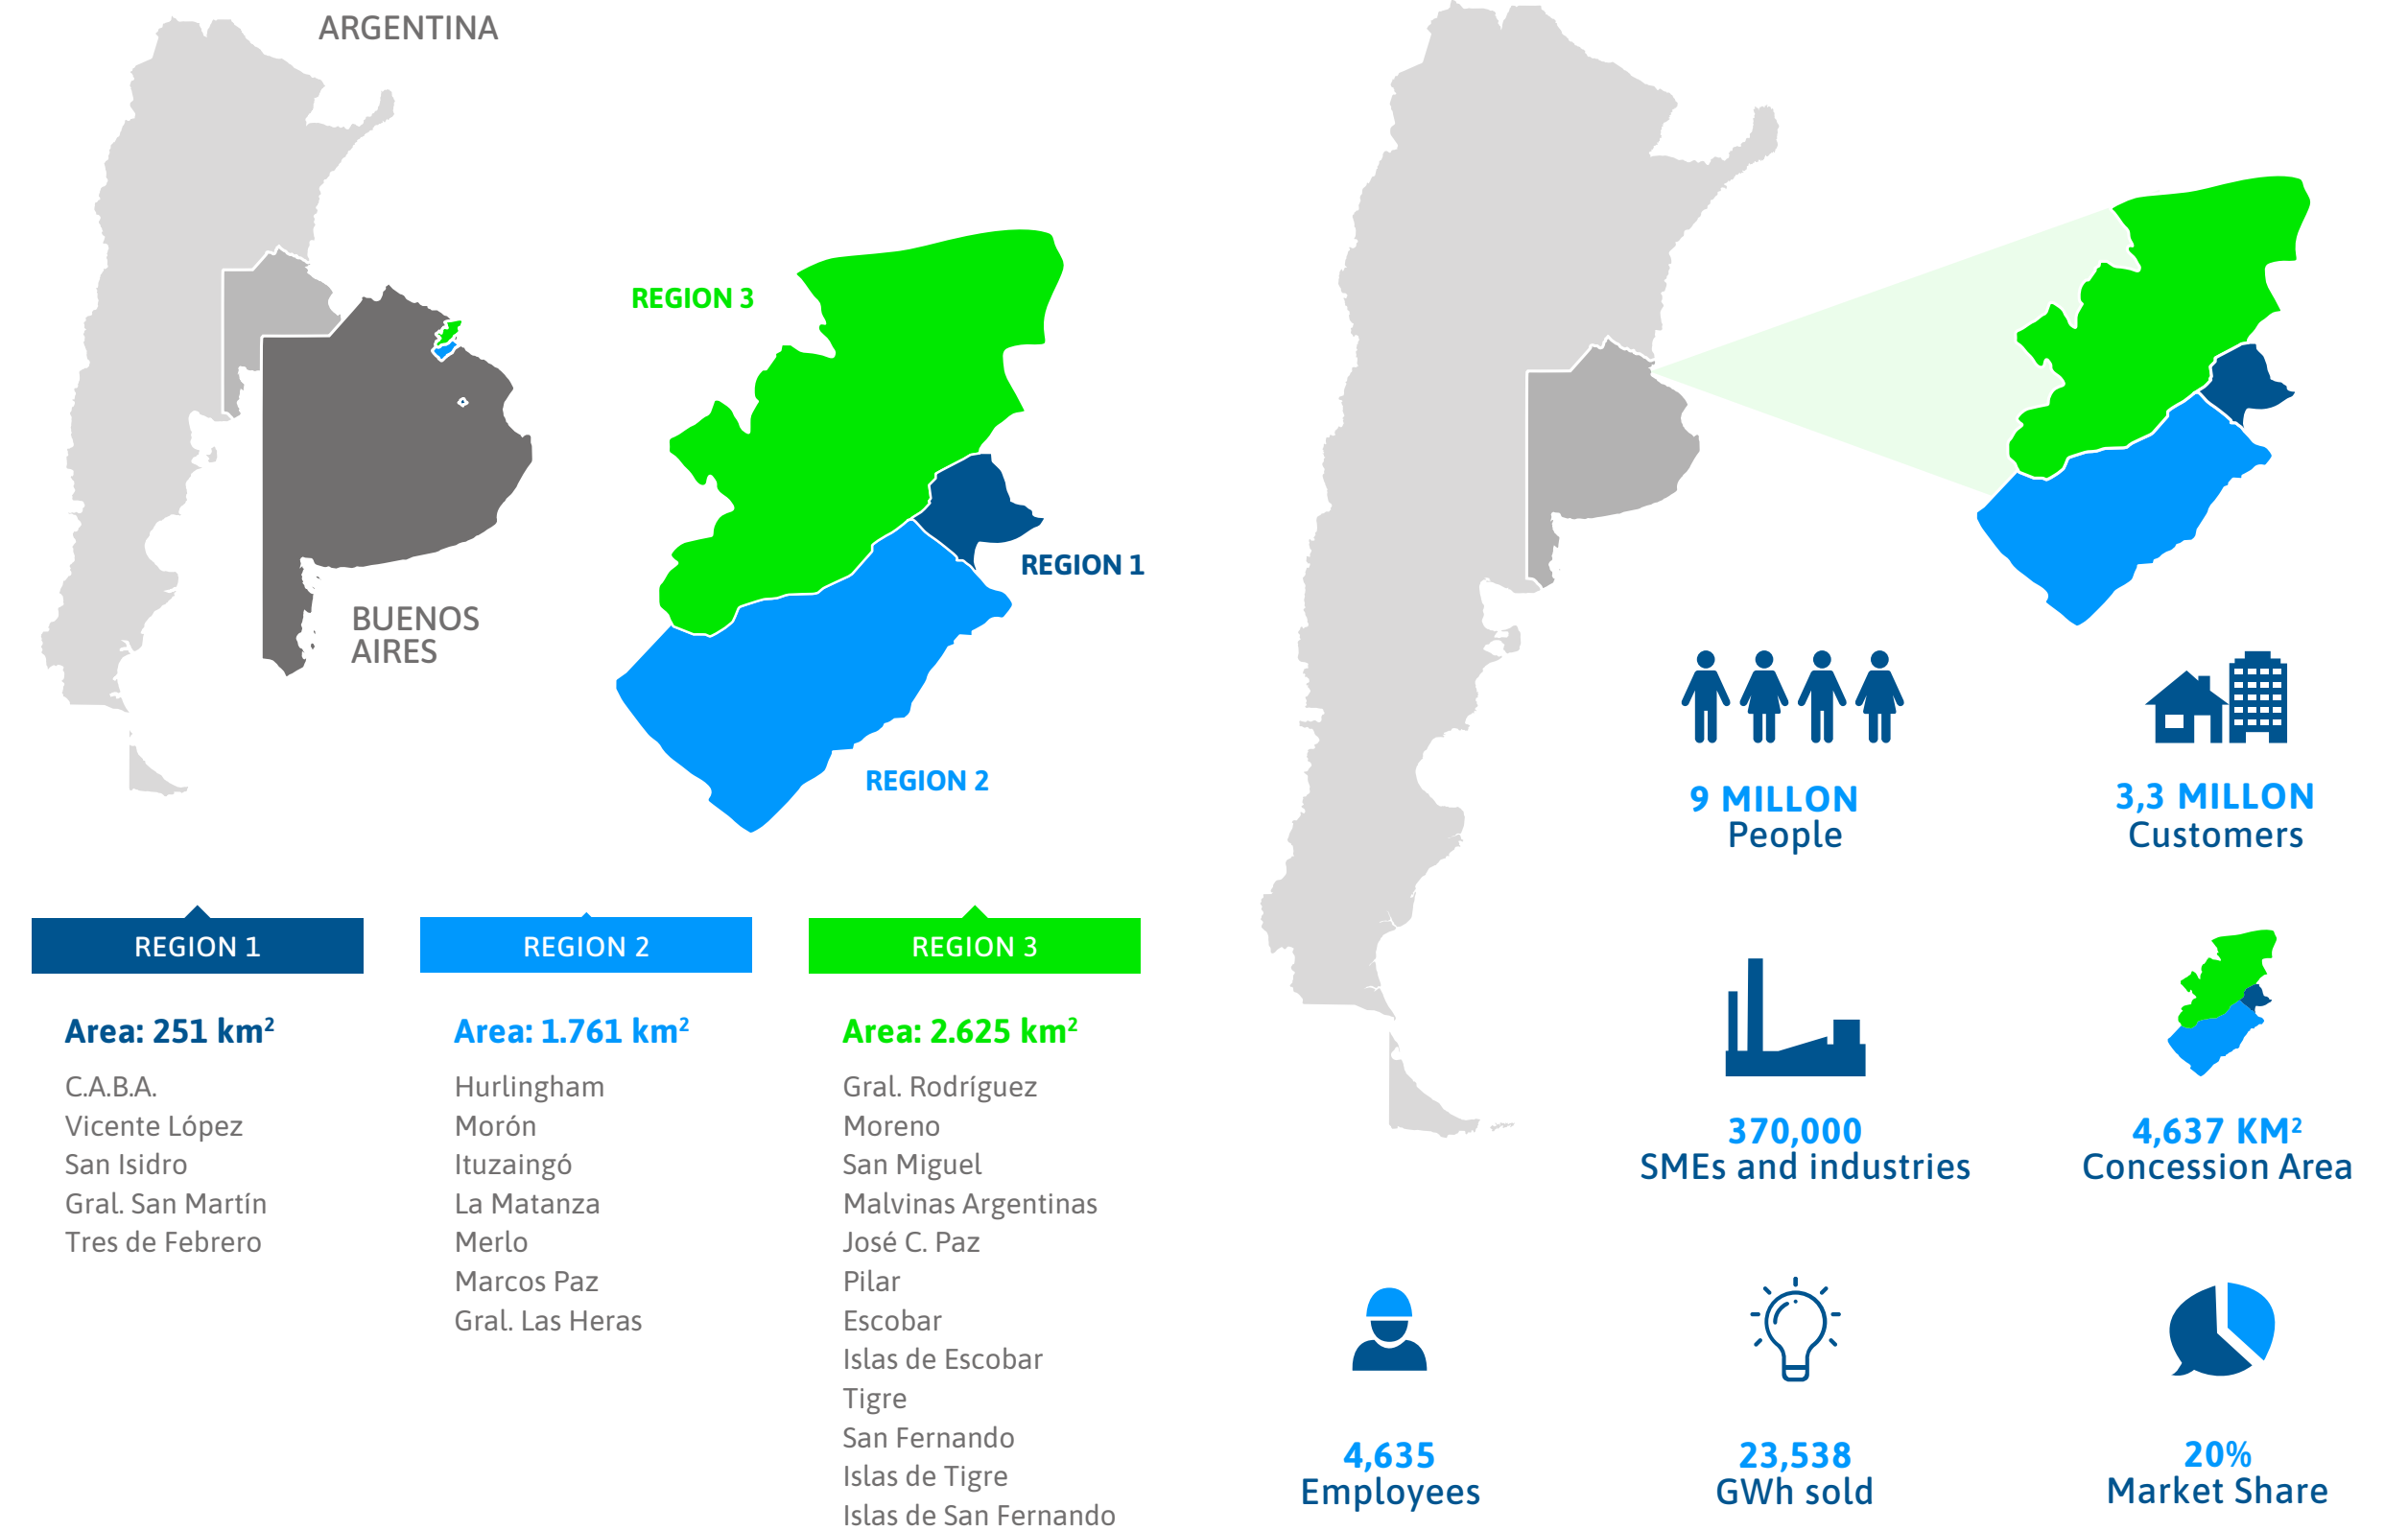 ARGENTINA
REGION 3
REGION 1
BUENOS
AIRES
REGION 2
REGION 1
Area: 251 km²
C.A.B.A.
Vicente López
San Isidro
Gral. San Martín
Tres de Febrero
REGION 2
Area: 1.761 km²
Hurlingham
Morón
Ituzaingó
La Matanza
Merlo
Marcos Paz
Gral. Las Heras
REGION 3
Area: 2.625 km²
Gral. Rodríguez
Moreno
San Miguel
Malvinas Argentinas
José C. Paz
Pilar
Escobar
Islas de Escobar
Tigre
San Fernando
Islas de Tigre
Islas de San Fernando
9 MILLON
People
3,3 MILLON
Customers
370,000
SMEs and industries
4,637 KM²
Concession Area
4,635
Employees
23,538
GWh sold
20%
Market Share